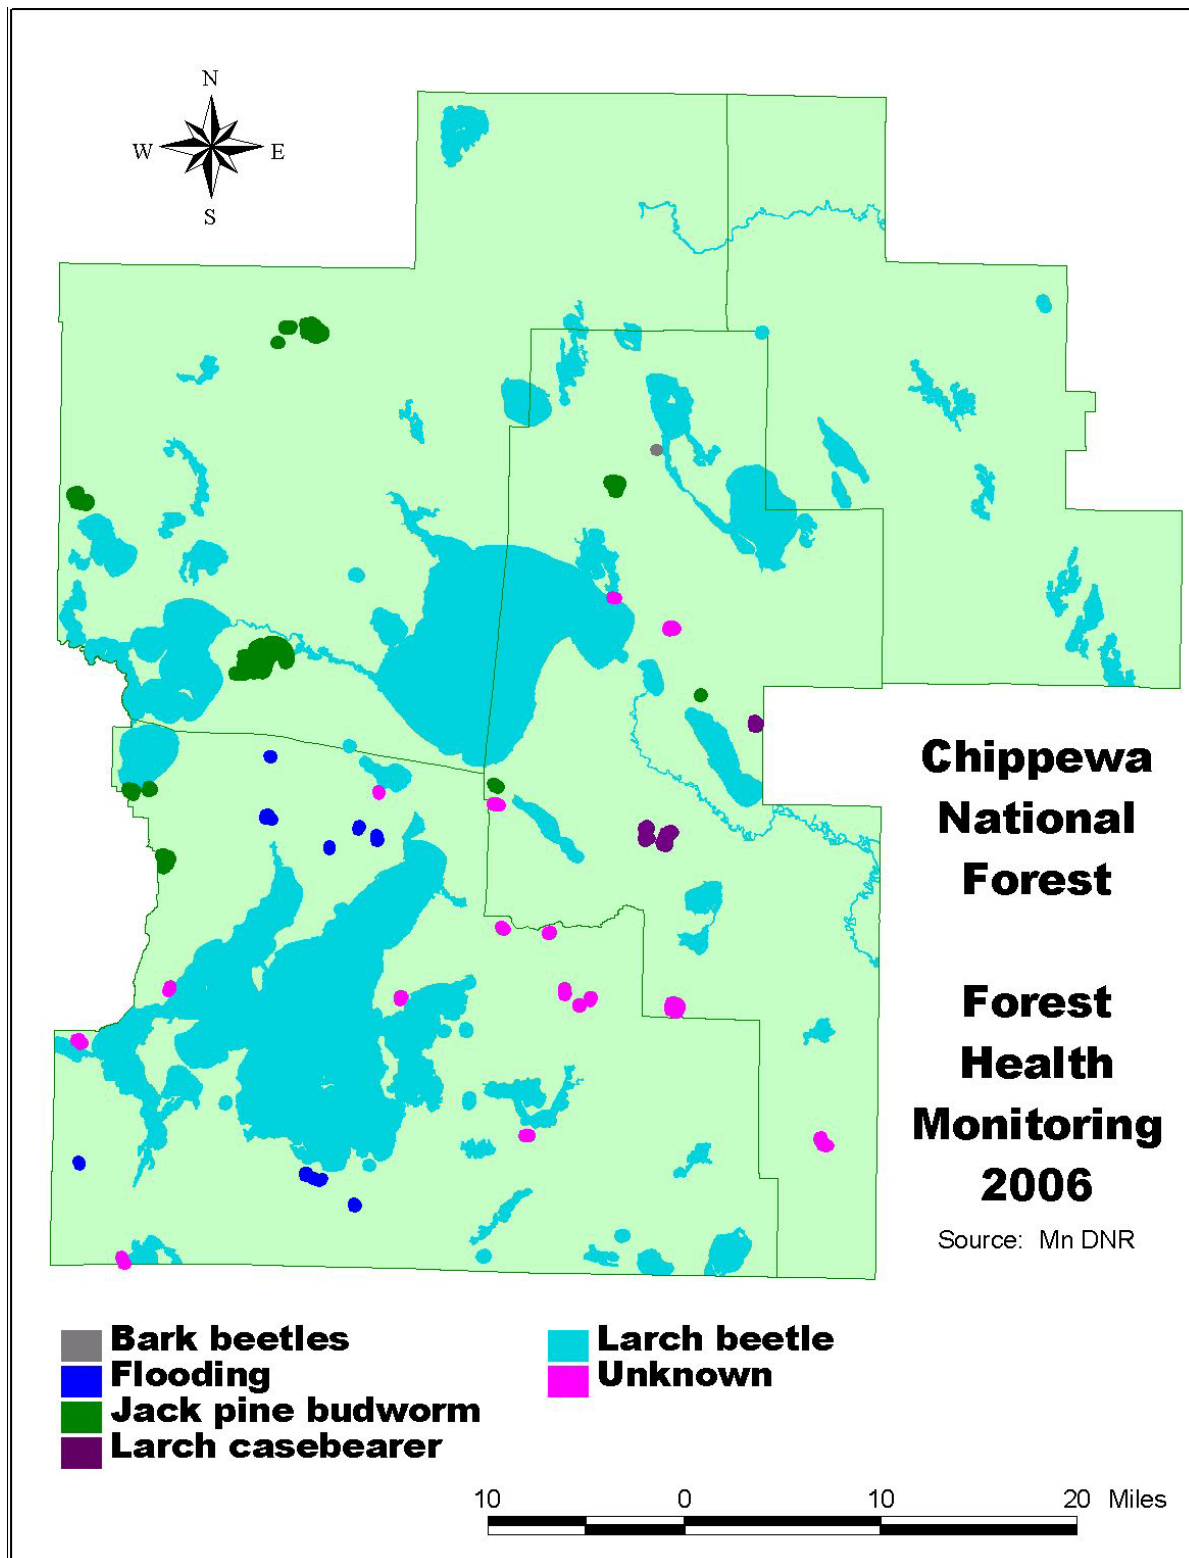 N
W E
S
Chippewa
National
Forest
Forest
Health
Monitoring
2006
Source: Mn DNR
Bark beetles
Flooding
Jack pine budworm
Larch casebearer
Larch beetle
Unknown
10 0 10 20 Miles